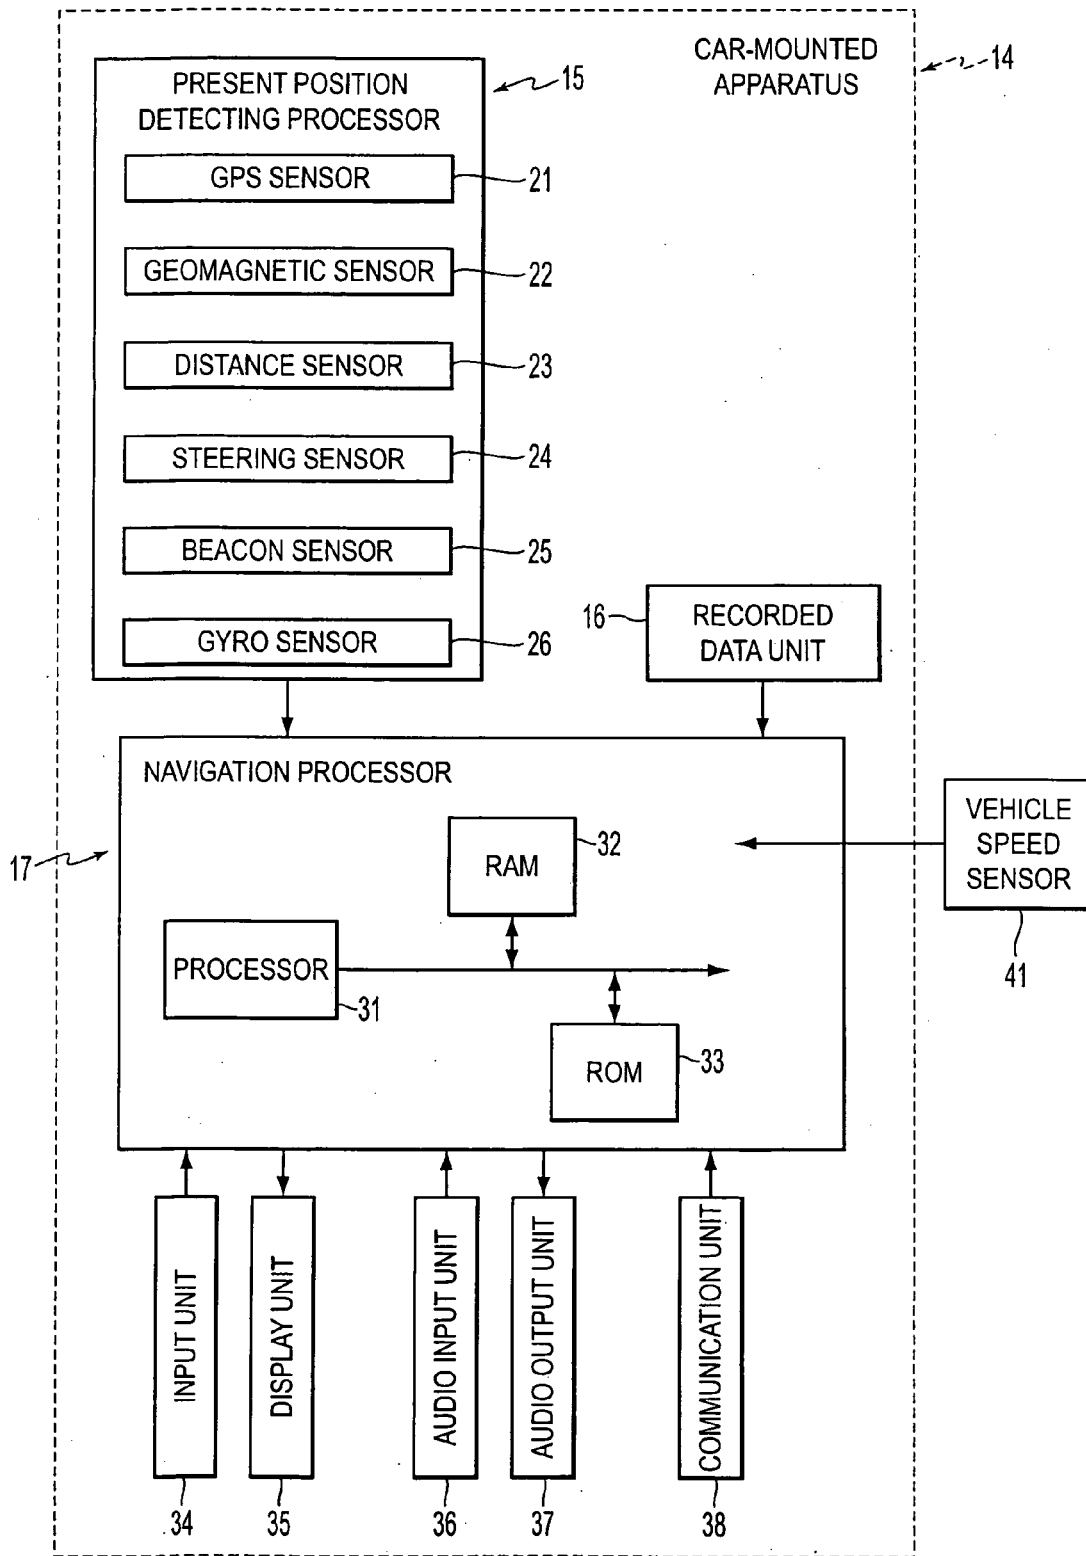 CAR-MOUNTED
APPARATUS
14
PRESENT POSITION
DETECTING PROCESSOR
15
GPS SENSOR
21
GEOMAGNETIC SENSOR
22
DISTANCE SENSOR
23
STEERING SENSOR
24
BEACON SENSOR
25
GYRO SENSOR
26
16
RECORDED
DATA UNIT
NAVIGATION PROCESSOR
17
RAM
32
PROCESSOR
31
ROM
33
VEHICLE
SPEED
SENSOR
41
INPUT UNIT
34
DISPLAY UNIT
35
AUDIO INPUT UNIT
36
AUDIO OUTPUT UNIT
37
COMMUNICATION UNIT
38